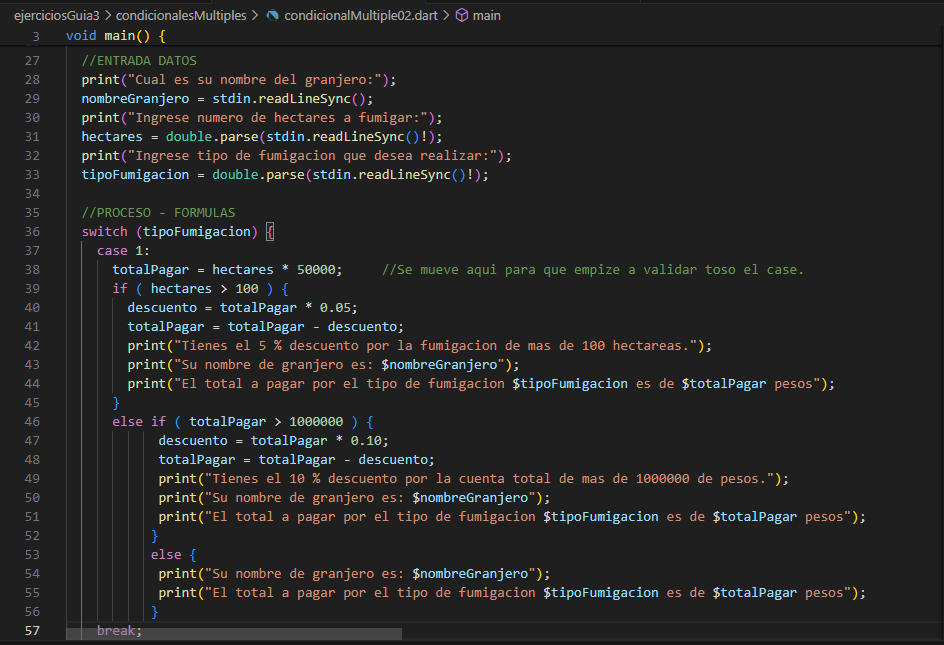 ejerciciosGuia3 > condicionalesMultiples > condicionalMultiple02.dart > main
3 void main() {
27 //ENTRADA DATOS
28 print("Cual es su nombre del granjero:");
29 nombreGranjero = stdin.readLineSync();
30 print("Ingrese numero de hectares a fumigar:");
31 hectares = double.parse(stdin.readLineSync()!);
32 print("Ingrese tipo de fumigacion que desea realizar:");
33 tipoFumigacion = double.parse(stdin.readLineSync()!);
34
35 //PROCESO - FORMULAS
36 switch (tipoFumigacion) {
37 case 1:
38 totalPagar = hectares * 50000; //Se mueve aqui para que empize a validar toso el case.
39 if ( hectares > 100 ) {
40 descuento = totalPagar * 0.05;
41 totalPagar = totalPagar - descuento;
42 print("Tienes el 5 % descuento por la fumigacion de mas de 100 hectareas.");
43 print("Su nombre de granjero es: $nombreGranjero");
44 print("El total a pagar por el tipo de fumigacion $tipoFumigacion es de $totalPagar pesos");
45 }
46 else if ( totalPagar > 1000000 ) {
47 descuento = totalPagar * 0.10;
48 totalPagar = totalPagar - descuento;
49 print("Tienes el 10 % descuento por la cuenta total de mas de 1000000 de pesos.");
50 print("Su nombre de granjero es: $nombreGranjero");
51 print("El total a pagar por el tipo de fumigacion $tipoFumigacion es de $totalPagar pesos");
52 }
53 else {
54 print("Su nombre de granjero es: $nombreGranjero");
55 print("El total a pagar por el tipo de fumigacion $tipoFumigacion es de $totalPagar pesos");
56 }
57 break;